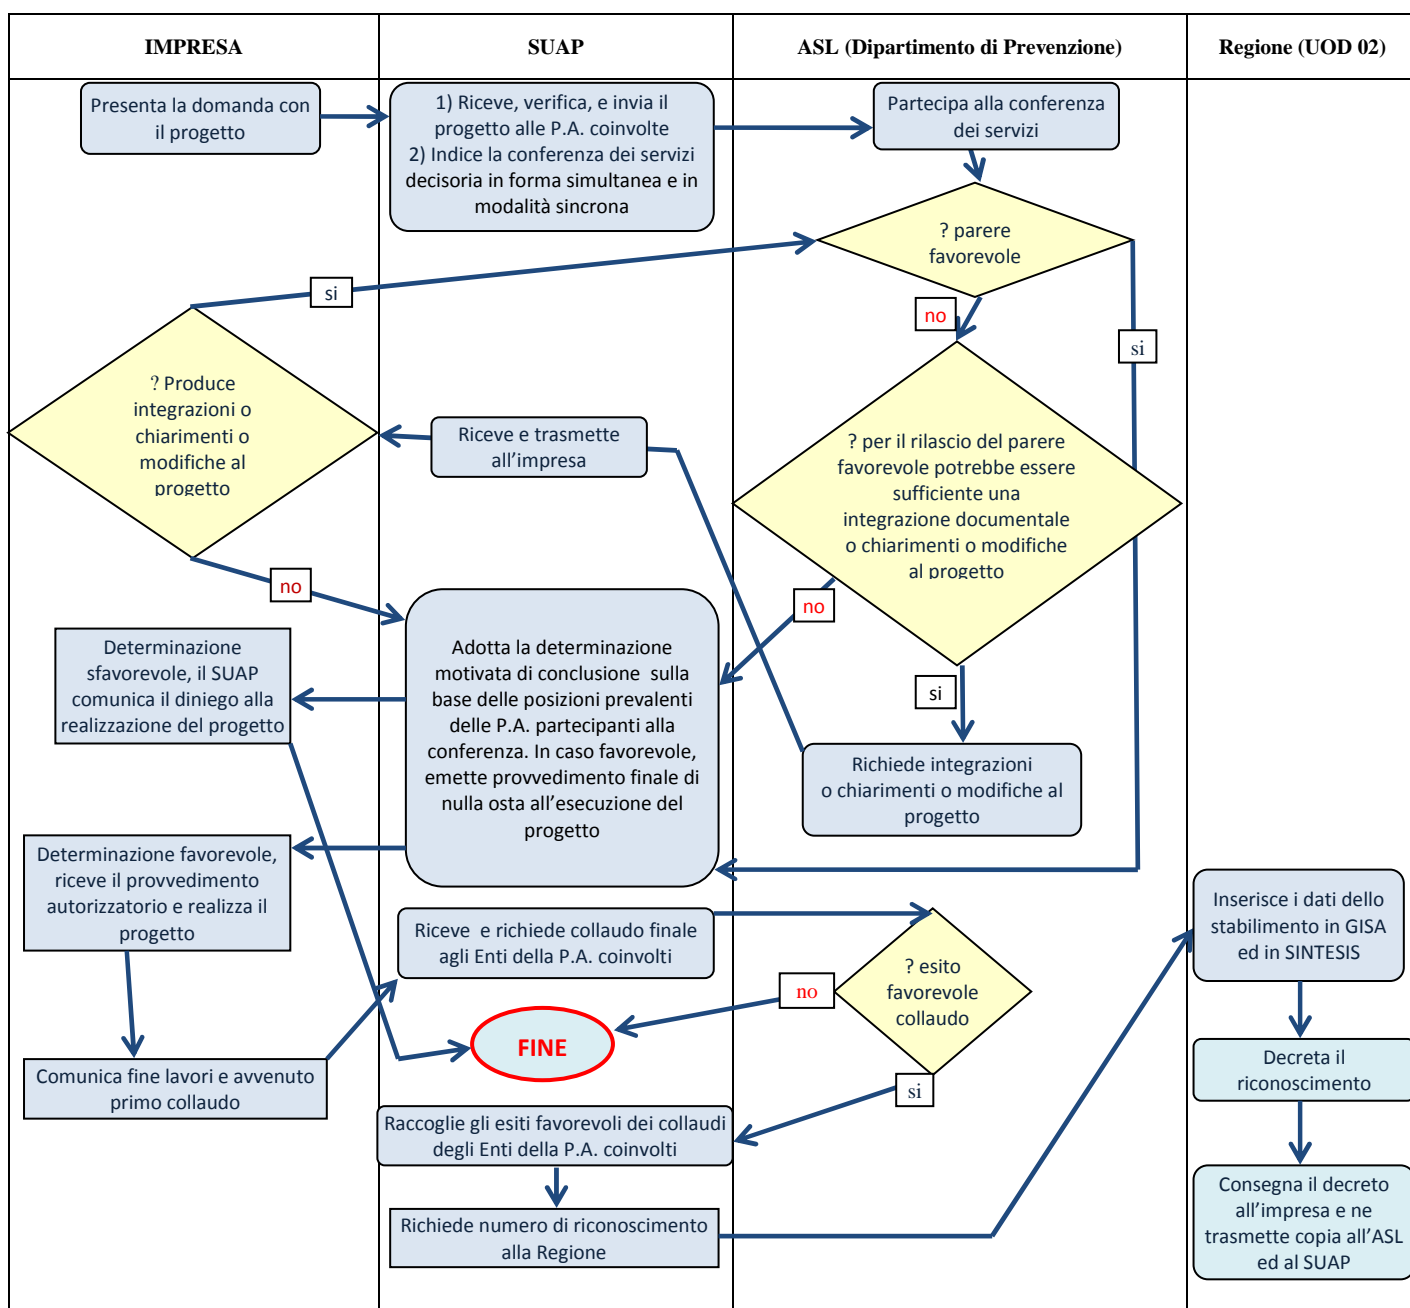 IMPRESA
SUAP
ASL (Dipartimento di Prevenzione)
Regione (UOD 02)
Presenta la domanda con
il progetto
1) Riceve, verifica, e invia il
progetto alle P.A. coinvolte
2) Indice la conferenza dei servizi
decisoria in forma simultanea e in
modalità sincrona
Partecipa alla conferenza
dei servizi
? parere
favorevole
si
no
si
? Produce
integrazioni o
chiarimenti o
modifiche al
progetto
Riceve e trasmette
all’impresa
? per il rilascio del parere
favorevole potrebbe essere
sufficiente una
integrazione documentale
o chiarimenti o modifiche
al progetto
no
no
si
Determinazione
sfavorevole, il SUAP
comunica il diniego alla
realizzazione del progetto
Adotta la determinazione
motivata di conclusione sulla
base delle posizioni prevalenti
delle P.A. partecipanti alla
conferenza. In caso favorevole,
emette provvedimento finale di
nulla osta all’esecuzione del
progetto
Richiede integrazioni
o chiarimenti o modifiche al
progetto
Determinazione favorevole,
riceve il provvedimento
autorizzatorio e realizza il
progetto
Riceve e richiede collaudo finale
agli Enti della P.A. coinvolti
? esito
favorevole
collaudo
no
si
Inserisce i dati dello
stabilimento in GISA
ed in SINTESIS
FINE
Comunica fine lavori e avvenuto
primo collaudo
Decreta il
riconoscimento
Raccoglie gli esiti favorevoli dei collaudi
degli Enti della P.A. coinvolti
Richiede numero di riconoscimento
alla Regione
Consegna il decreto
all’impresa e ne
trasmette copia all’ASL
ed al SUAP